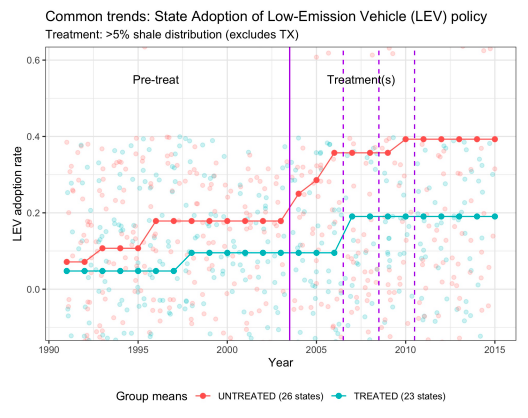 Common trends: State Adoption of Low-Emission Vehicle (LEV) policy
Treatment: >5% shale distribution (excludes TX)
0.6
Pre-treat
Treatment(s)
0.4
LEV adoption rate
0.2
0.0
1990 1995 2000 2005 2010 2015
Year
Group means UNTREATED (26 states) TREATED (23 states)